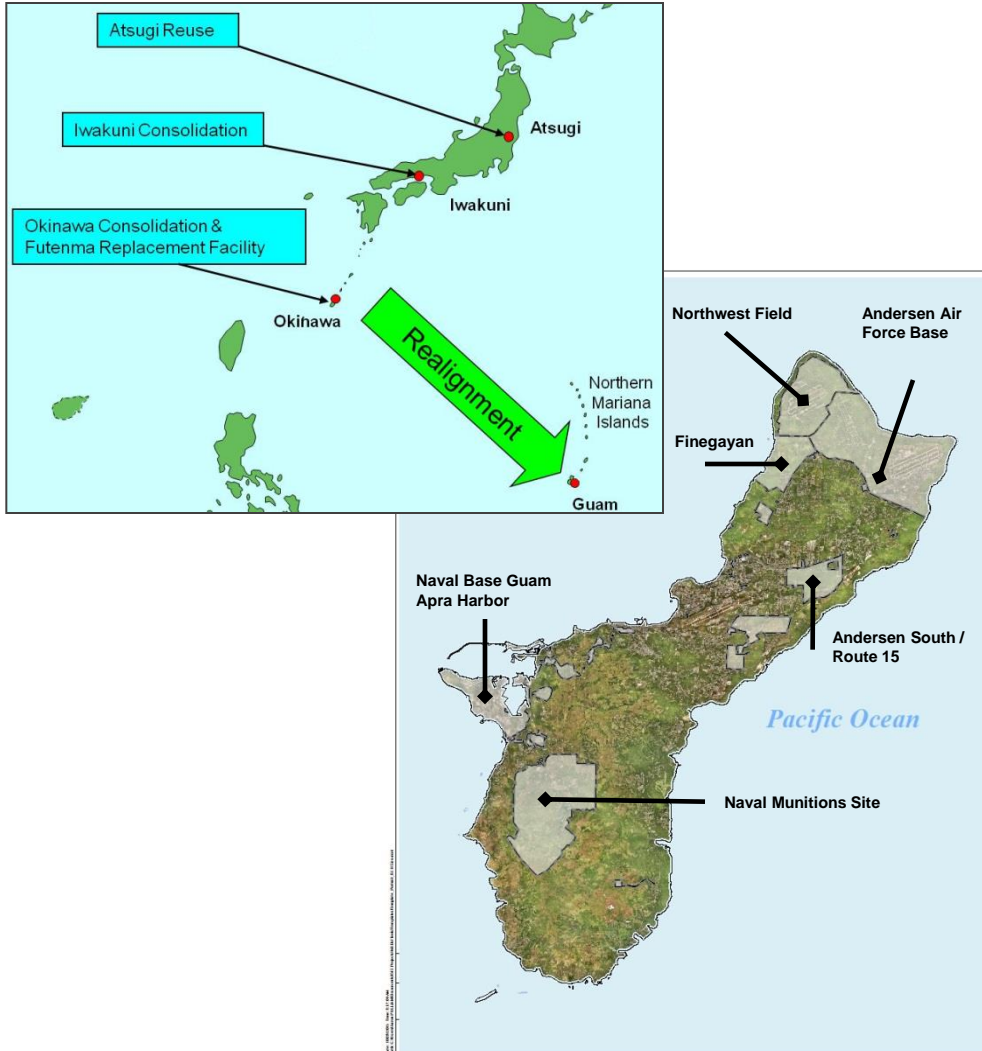 Atsugi Reuse
Iwakuni Consolidation
Atsugi
Iwakuni
Okinawa Consolidation &
Futenma Replacement Facility
Okinawa
Realignment
Northern
Mariana
Islands
Guam
Northwest Field
Andersen Air
Force Base
Finegayan
Naval Base Guam
Apra Harbor
Andersen South /
Route 15
Pacific Ocean
Naval Munitions Site